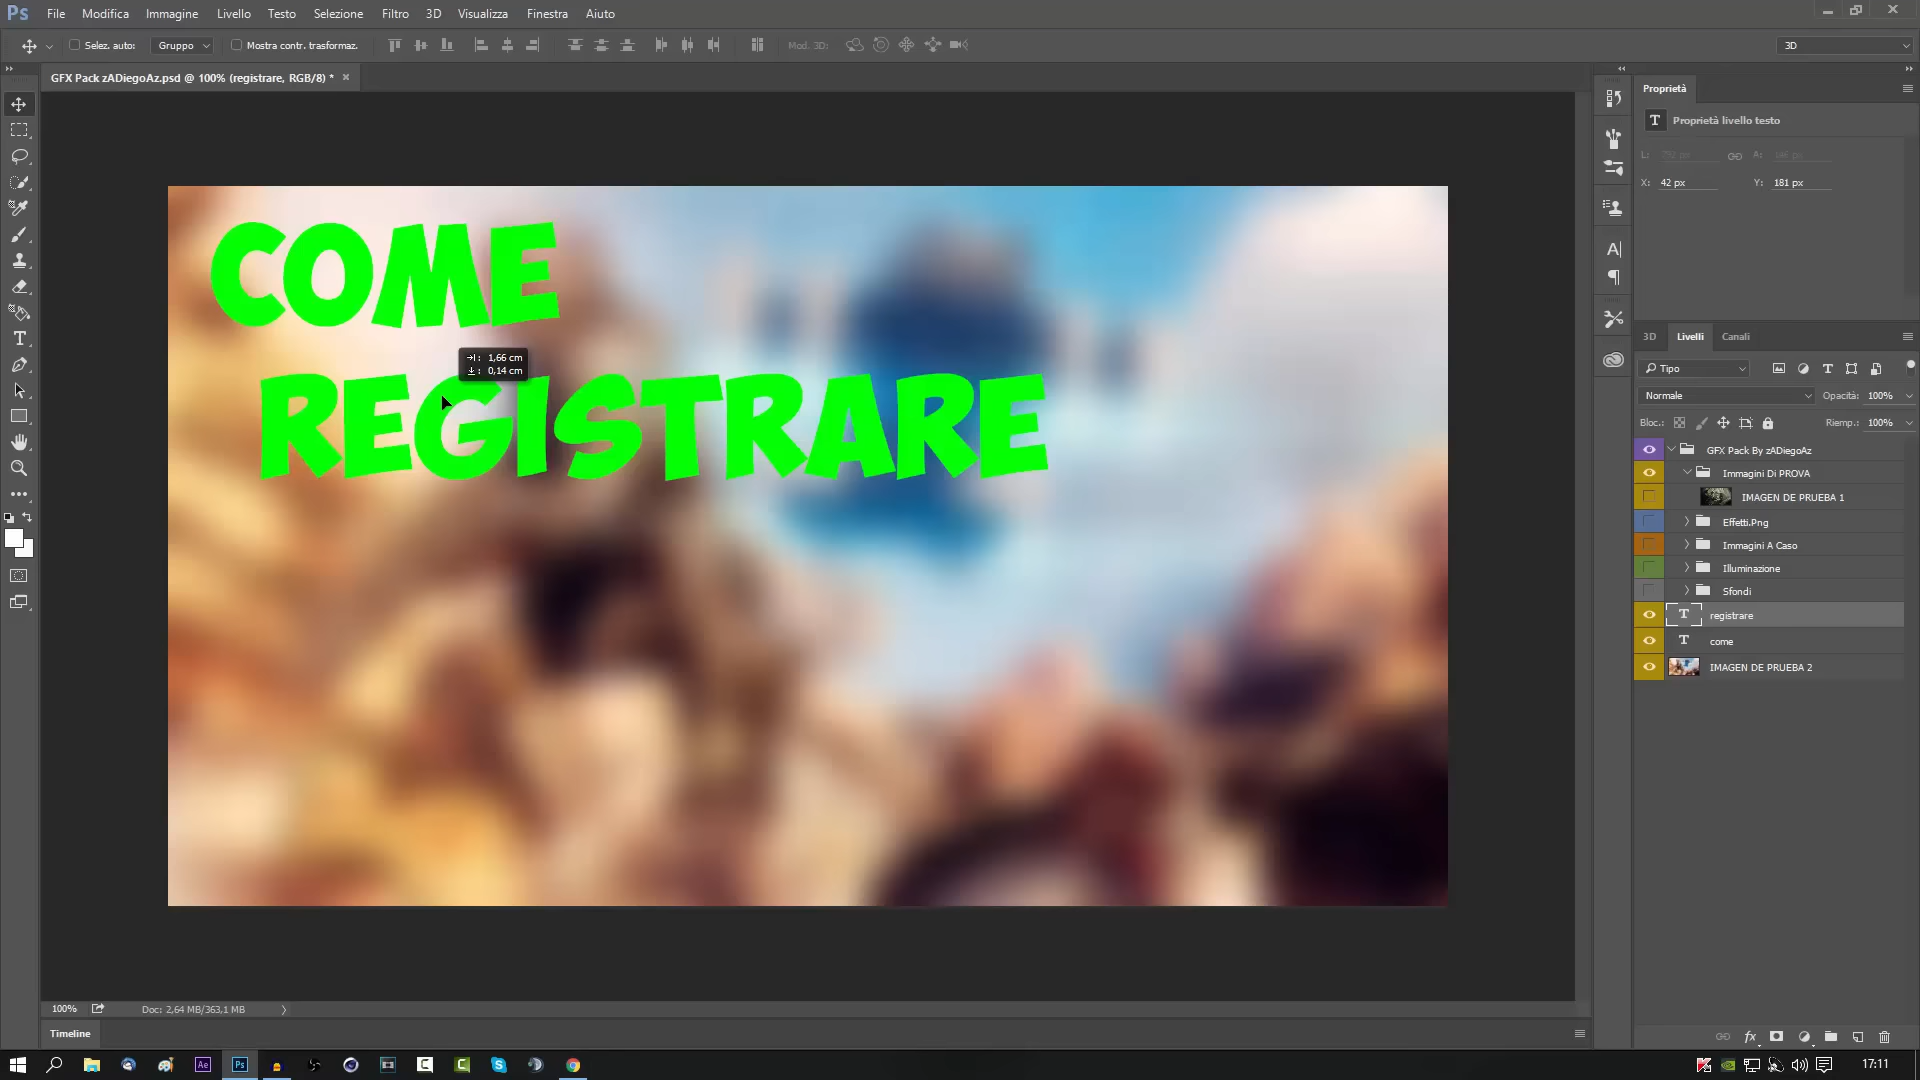 Ps File Modifica Immagine Livello Testo Selezione Filtro 3D Visualizza Finestra Aiuto
Selez. auto: Gruppo Mostra contr. trasformaz. Mod. 3D: 3D
GFX Pack zADiegoAz.psd @ 100% (registrare, RGB/8) * ×
Proprietà
T Proprietà livello testo
L: A:
X: 42 px Y: 181 px
COME
: 1,66 cm
: 0,14 cm
REGISTRARE
3D Livelli Canali
Tipo
Normale Opacità: 100%
Bloc.: Riemp.: 100%
GFX Pack By zADiegoAz
Immagini Di PROVA
IMAGEN DE PRUEBA 1
Effetti.Png
Immagini A Caso
Illuminazione
Sfondi
T registrare
T come
IMAGEN DE PRUEBA 2
fx
100% Doc: 2,64 MB/363,1 MB
Timeline
Ae Ps 17:11